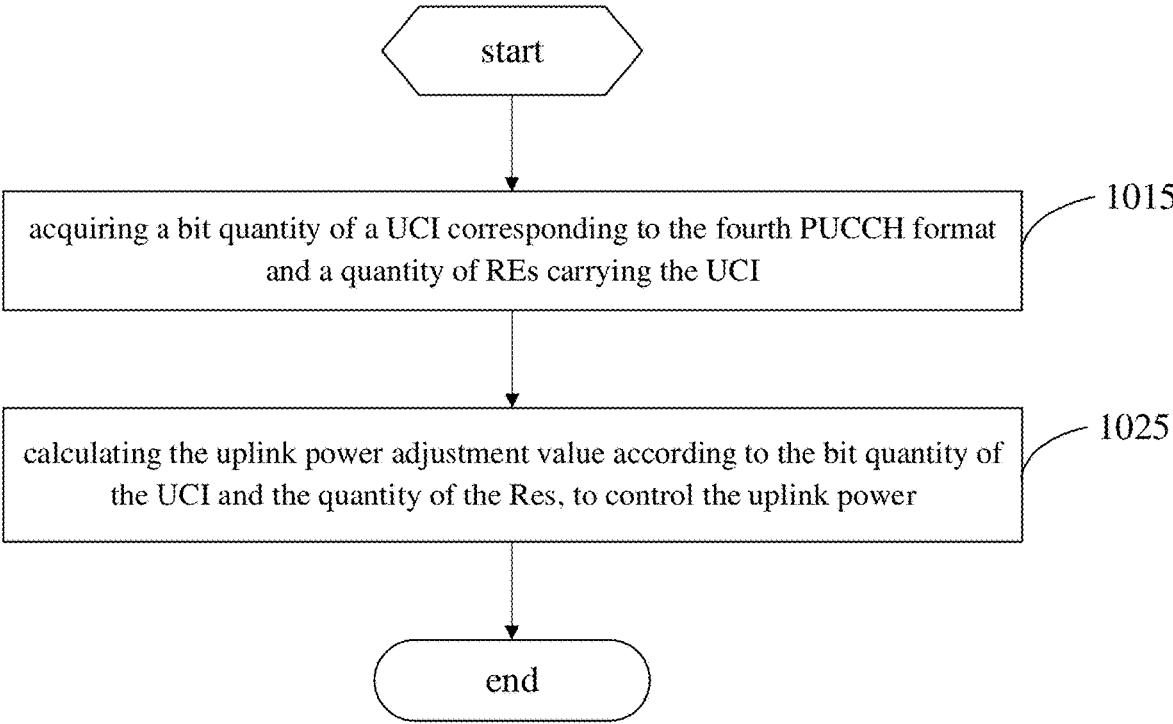 start
1015
acquiring a bit quantity of a UCI corresponding to the fourth PUCCH format
and a quantity of REs carrying the UCI
1025
calculating the uplink power adjustment value according to the bit quantity of
the UCI and the quantity of the Res, to control the uplink power
end